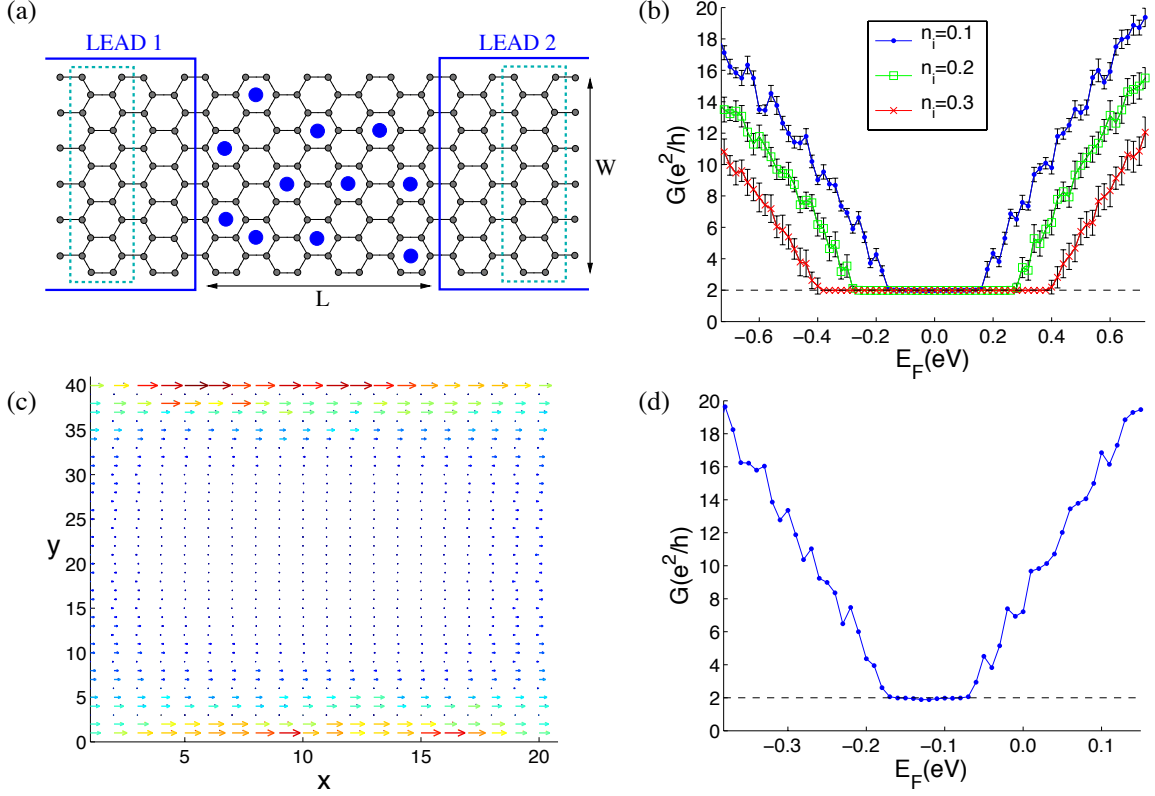 (a)
LEAD 1
LEAD 2
W
L
(b)
G(e²/h)
20
18
16
14
12
10
8
6
4
2
0
nᵢ=0.1
nᵢ=0.2
nᵢ=0.3
−0.6 −0.4 −0.2 0.0 0.2 0.4 0.6
E_F(eV)
(c)
y
40
35
30
25
20
15
10
5
0
5 10 15 20
x
(d)
G(e²/h)
20
18
16
14
12
10
8
6
4
2
0
−0.3 −0.2 −0.1 0.0 0.1
E_F(eV)